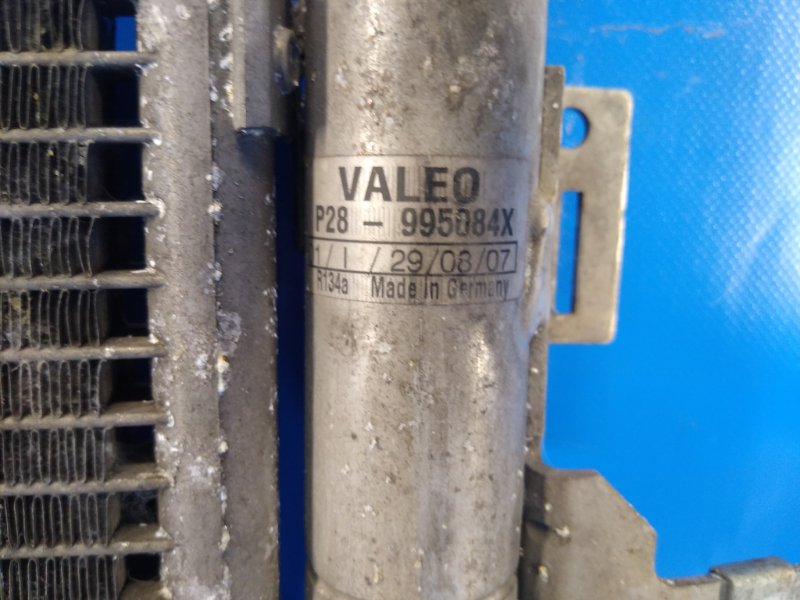 VALEO
P28 - 995084X
1/1/29/08/07
R134a Made in Germany